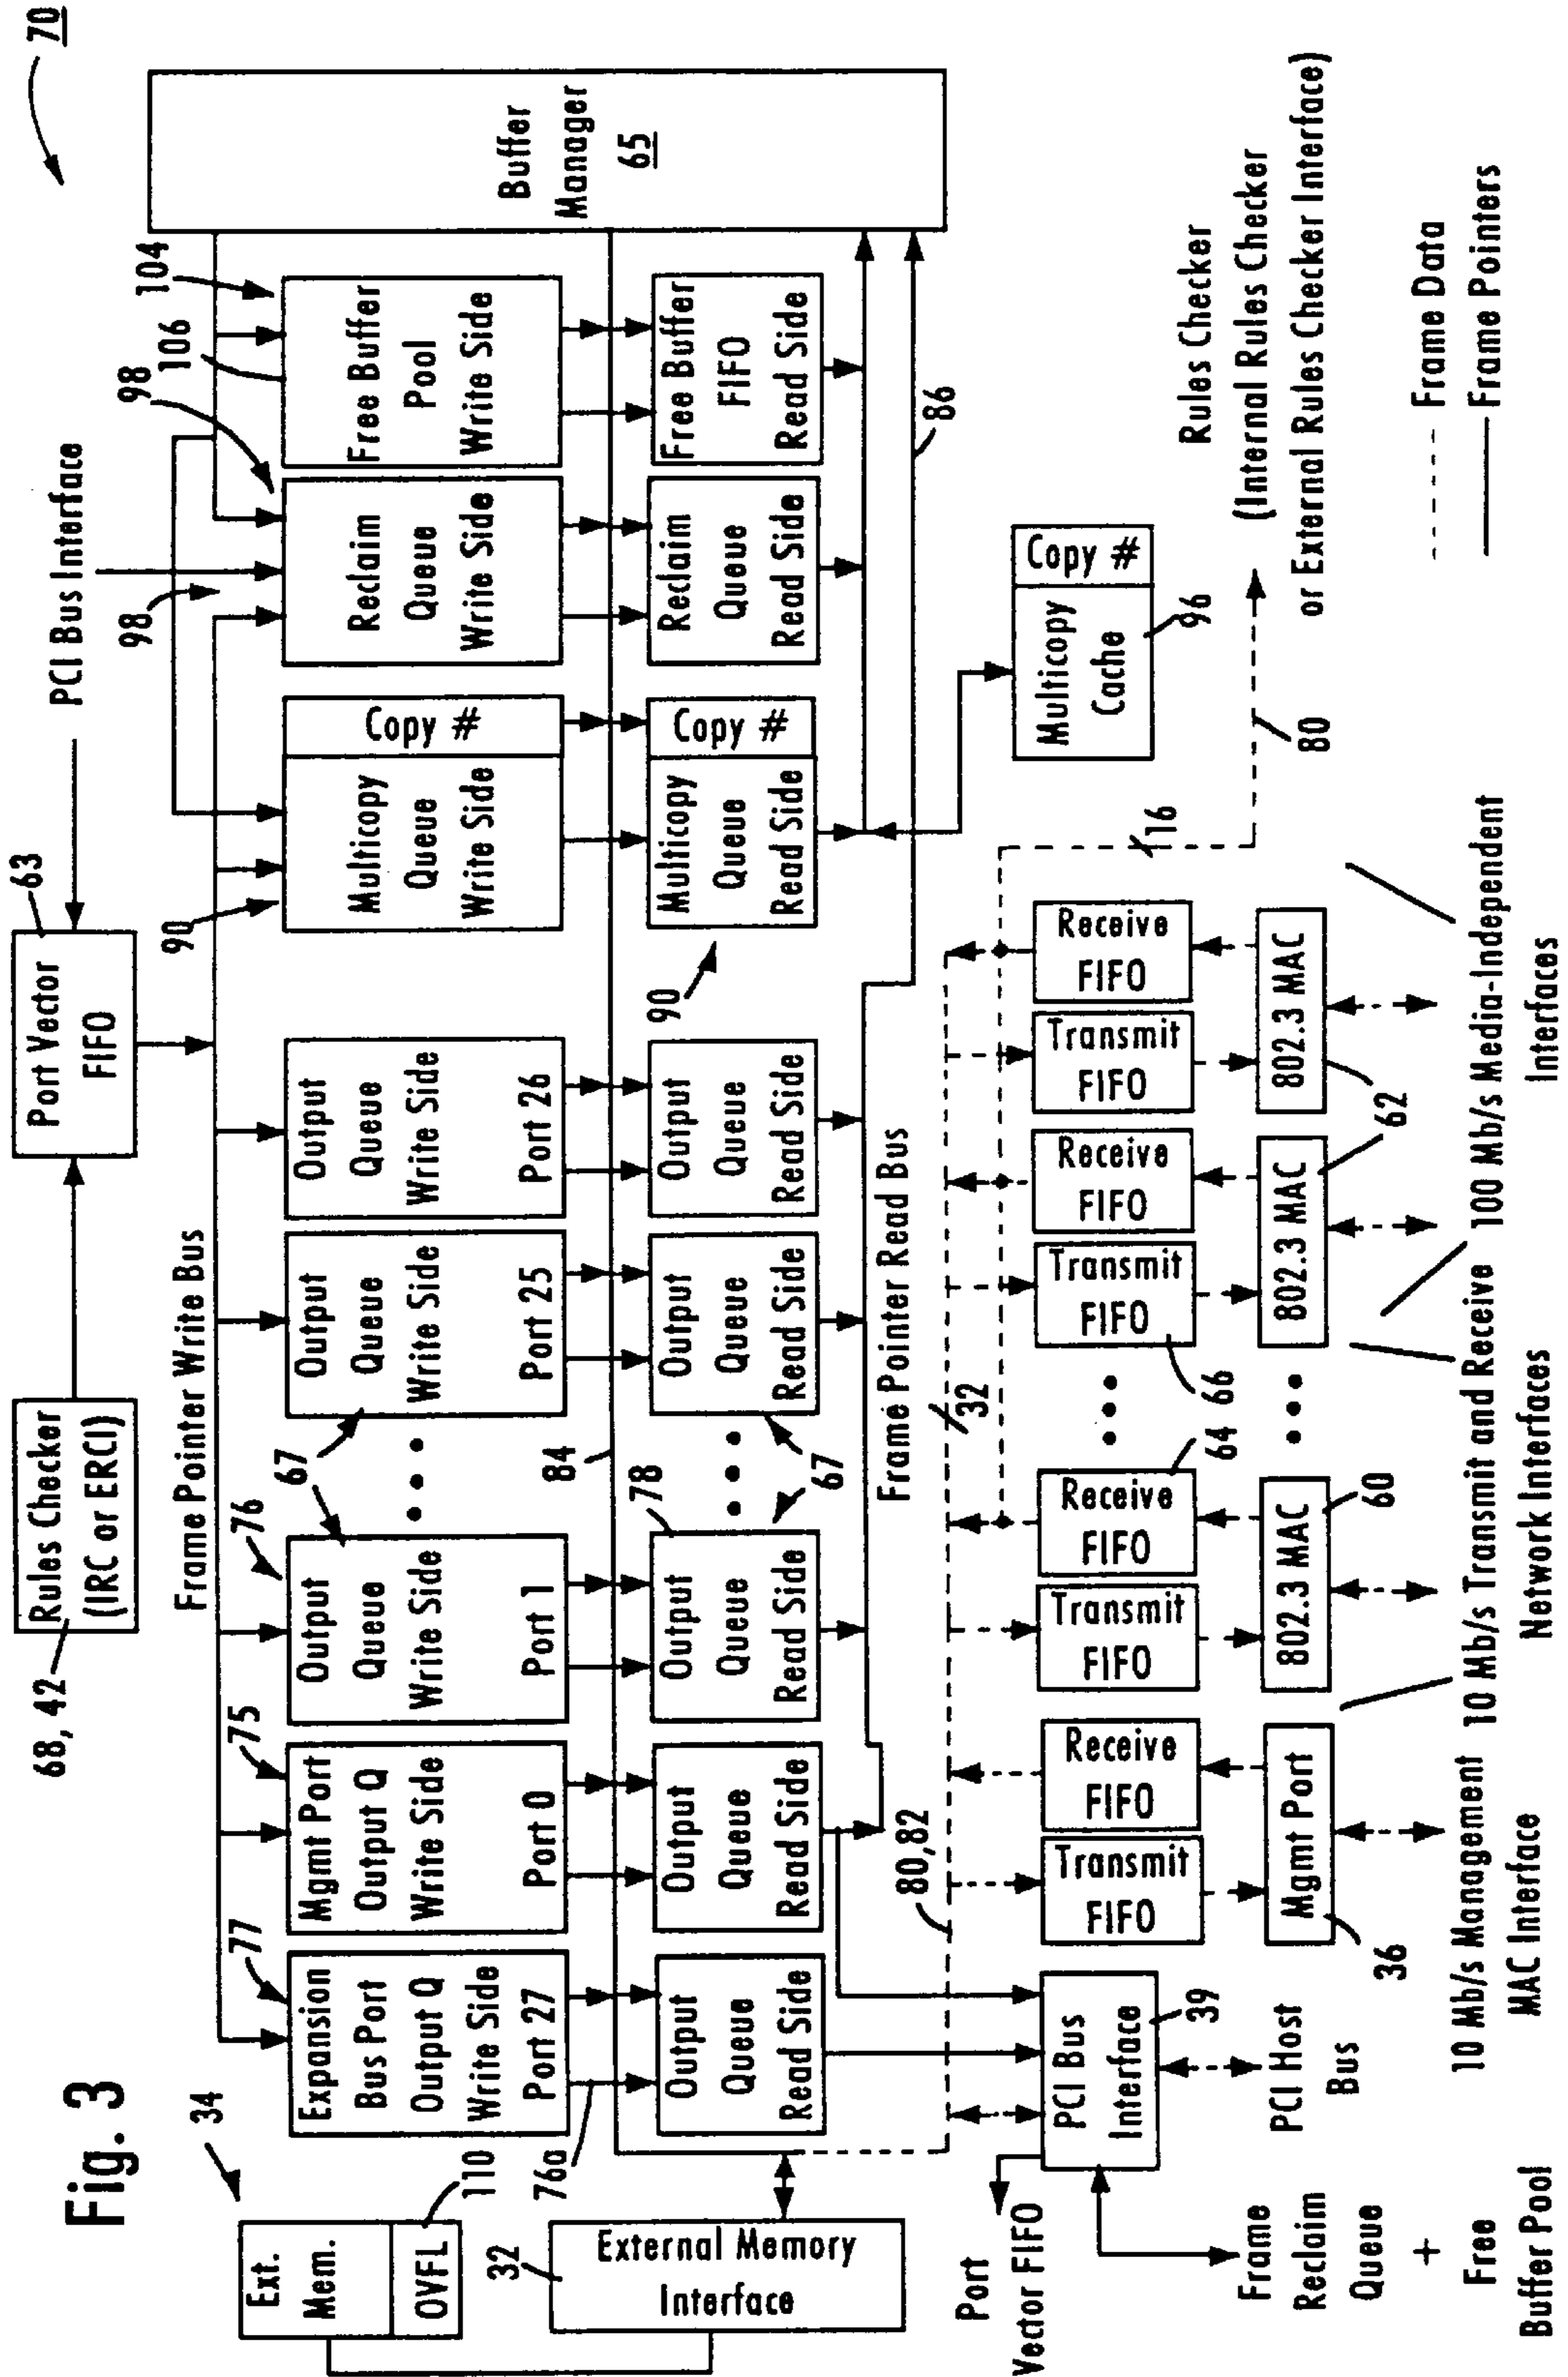 Fig. 3
70
34
Ext.
Mem.
OVFL
110
32
External Memory
Interface
68, 42
Rules Checker
(IRC or ERCI)
Port Vector
FIFO
63
PCI Bus Interface
Frame Pointer Write Bus
77
75
76
67
90
98
98
106
104
Expansion
Bus Port
Output Q
Write Side
Port 27
Mgmt Port
Output Q
Write Side
Port 0
Output
Queue
Write Side
Port 1
Output
Queue
Write Side
Port 25
Output
Queue
Write Side
Port 26
Multicopy
Queue
Write Side
Copy #
Reclaim
Queue
Write Side
Free Buffer
Pool
Write Side
Buffer
Manager
65
76a
84
78
Output
Queue
Read Side
Output
Queue
Read Side
Output
Queue
Read Side
Output
Queue
Read Side
Output
Queue
Read Side
Multicopy
Queue
Read Side
Copy #
Reclaim
Queue
Read Side
Free Buffer
FIFO
Read Side
67
90
Frame Pointer Read Bus
86
80,82
32
16
80
Port
Vector FIFO
PCI Bus
Interface
39
Transmit
FIFO
Receive
FIFO
Transmit
FIFO
Receive
FIFO
64
Transmit
FIFO
66
Receive
FIFO
Transmit
FIFO
Receive
FIFO
Multicopy
Cache
Copy #
96
Mgmt Port
36
802.3 MAC
60
802.3 MAC
62
802.3 MAC
62
Rules Checker
(Internal Rules Checker
or External Rules Checker Interface)
Frame
Reclaim
Queue
+
Free
Buffer Pool
PCI Host
Bus
10 Mb/s Management
MAC Interface
10 Mb/s Transmit and Receive
Network Interfaces
100 Mb/s Media-Independent
Interfaces
Frame Data
Frame Pointers